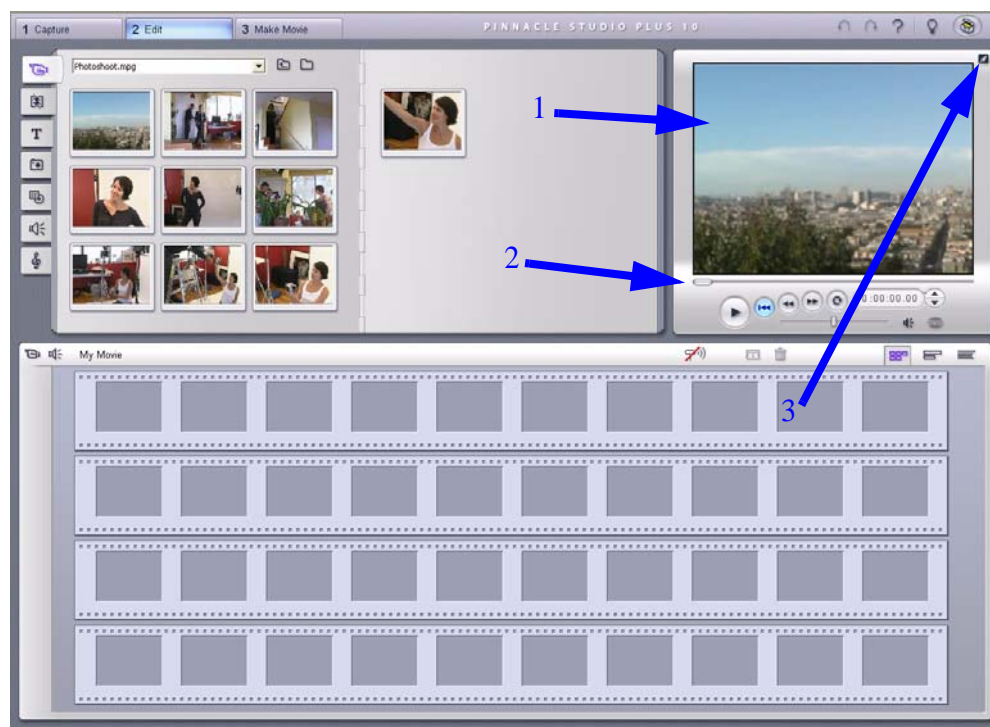 1 Capture 2 Edit 3 Make Movie PINNACLE STUDIO PLUS 10 ?
Photoshoot.mpg
T
1
2
:00:00.00
My Movie
3